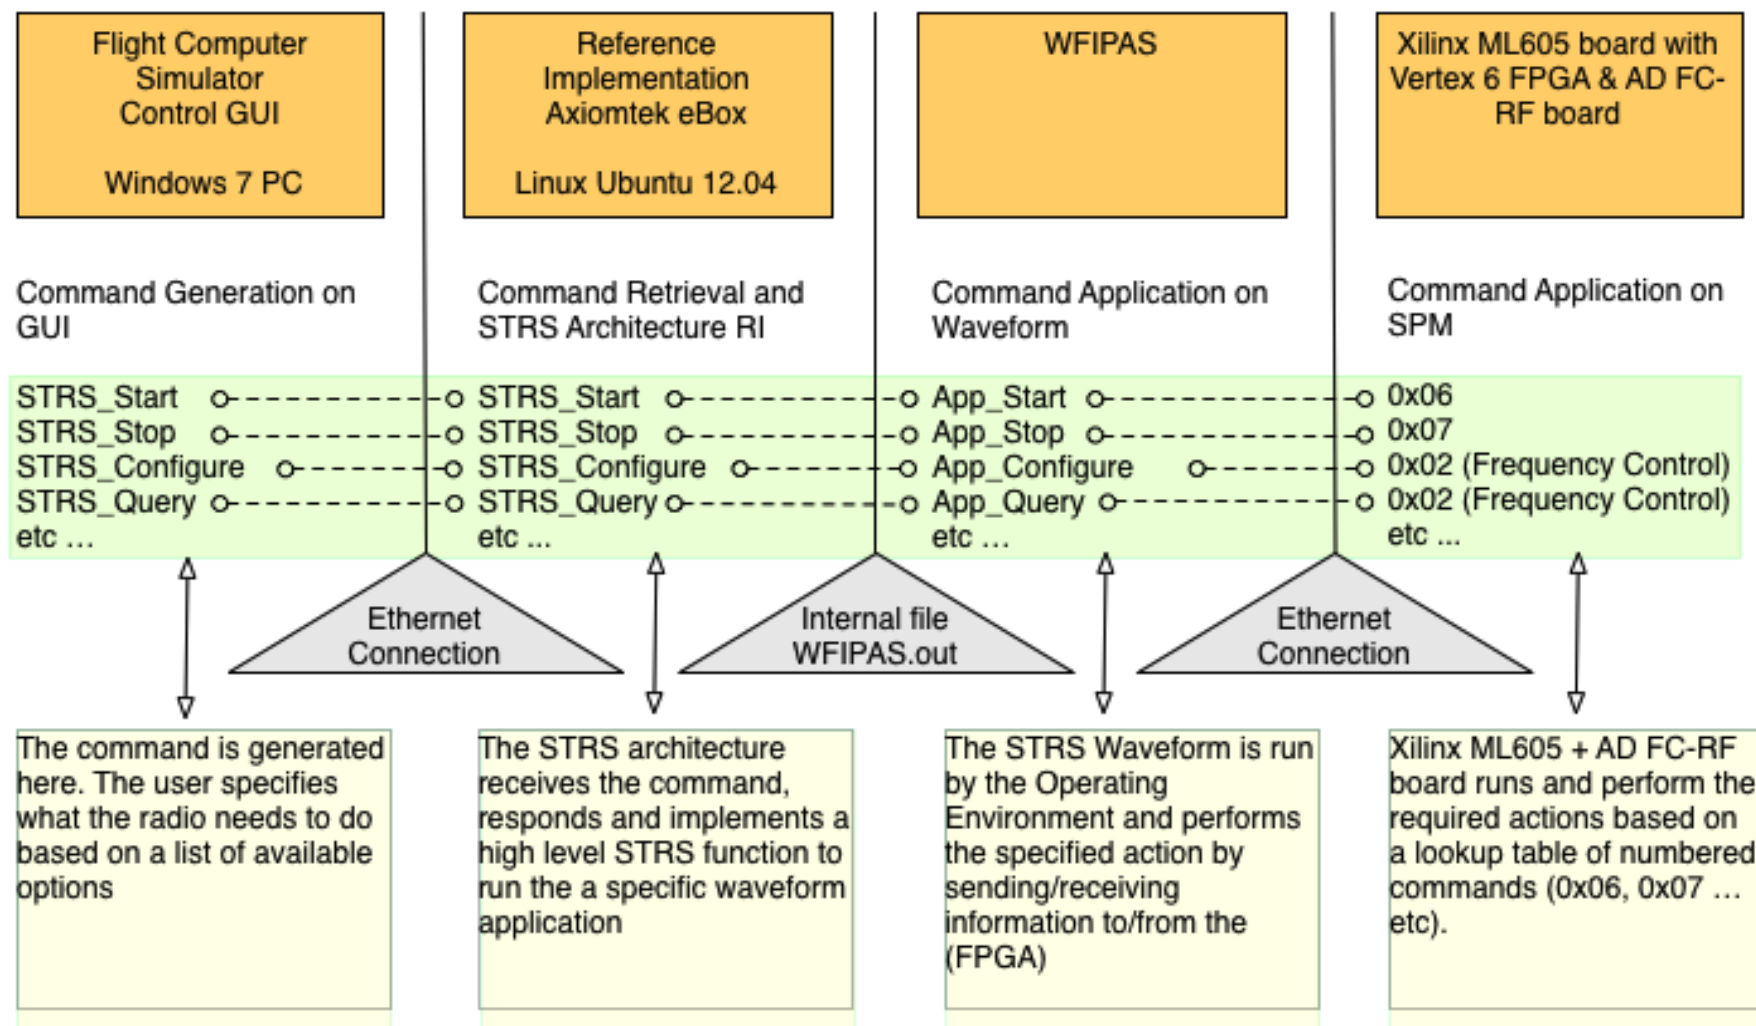 Flight Computer
Simulator
Control GUI
Windows 7 PC
Reference
Implementation
Axiomtek eBox
Linux Ubuntu 12.04
WFIPAS
Xilinx ML605 board with
Vertex 6 FPGA & AD FC-
RF board
Command Generation on
GUI
Command Retrieval and
STRS Architecture RI
Command Application on
Waveform
Command Application on
SPM
STRS_Start
STRS_Stop
STRS_Configure
STRS_Query
etc …
STRS_Start
STRS_Stop
STRS_Configure
STRS_Query
etc ...
App_Start
App_Stop
App_Configure
App_Query
etc …
0x06
0x07
0x02 (Frequency Control)
0x02 (Frequency Control)
etc ...
Ethernet
Connection
Internal file
WFIPAS.out
Ethernet
Connection
The command is generated
here. The user specifies
what the radio needs to do
based on a list of available
options
The STRS architecture
receives the command,
responds and implements a
high level STRS function to
run the a specific waveform
application
The STRS Waveform is run
by the Operating
Environment and performs
the specified action by
sending/receiving
information to/from the
(FPGA)
Xilinx ML605 + AD FC-RF
board runs and perform the
required actions based on
a lookup table of numbered
commands (0x06, 0x07 …
etc).